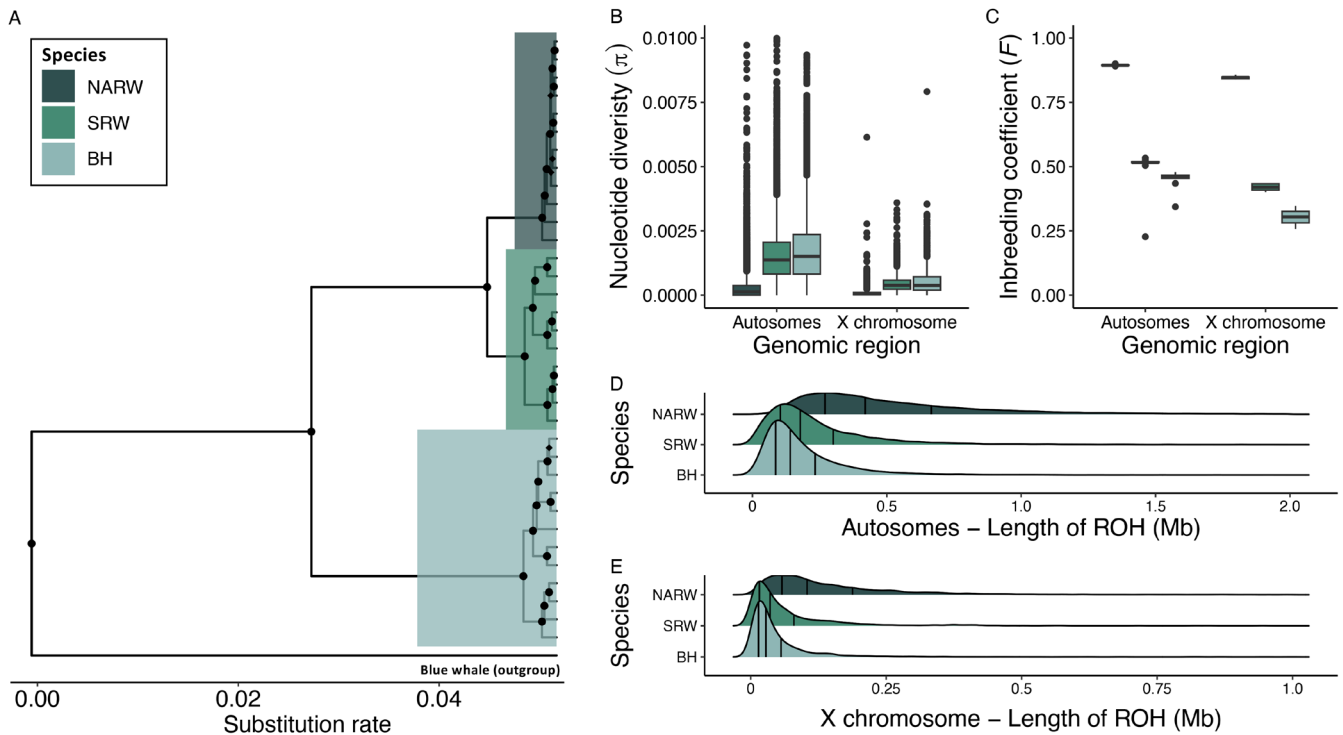 A
Species
NARW
SRW
BH
Blue whale (outgroup)
0.00 0.02 0.04
Substitution rate
B
Nucleotide diveristy (π)
0.0100
0.0075
0.0050
0.0025
0.0000
Autosomes X chromosome
Genomic region
C
Inbreeding coefficient (F)
1.00
0.75
0.50
0.25
0.00
Autosomes X chromosome
Genomic region
D
Species
NARW
SRW
BH
0 0.5 1.0 1.5 2.0
Autosomes − Length of ROH (Mb)
E
Species
NARW
SRW
BH
0 0.25 0.5 0.75 1.0
X chromosome − Length of ROH (Mb)